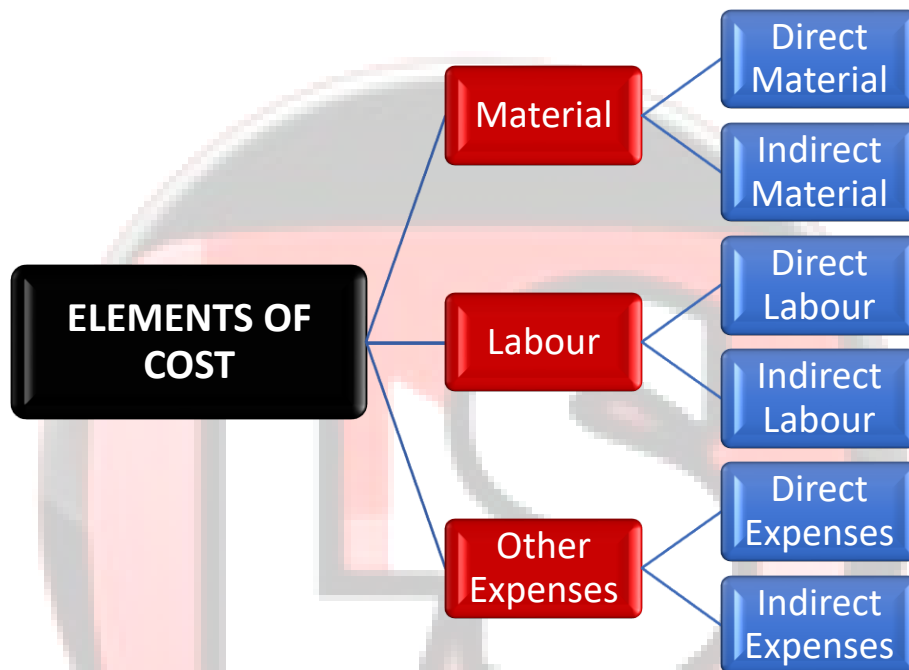 ELEMENTS OF
COST
Material
Direct
Material
Indirect
Material
Labour
Direct
Labour
Indirect
Labour
Other
Expenses
Direct
Expenses
Indirect
Expenses